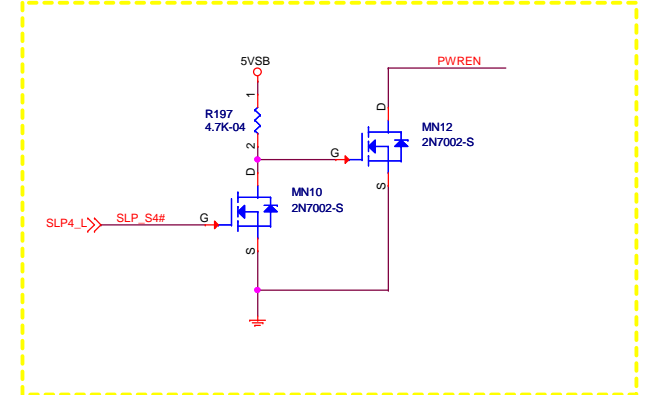 5VSB
PWREN
1
R197
4.7K-04
2
D
MN12
2N7002-S
G
S
D
MN10
2N7002-S
SLP4_L
SLP_S4#
G
S